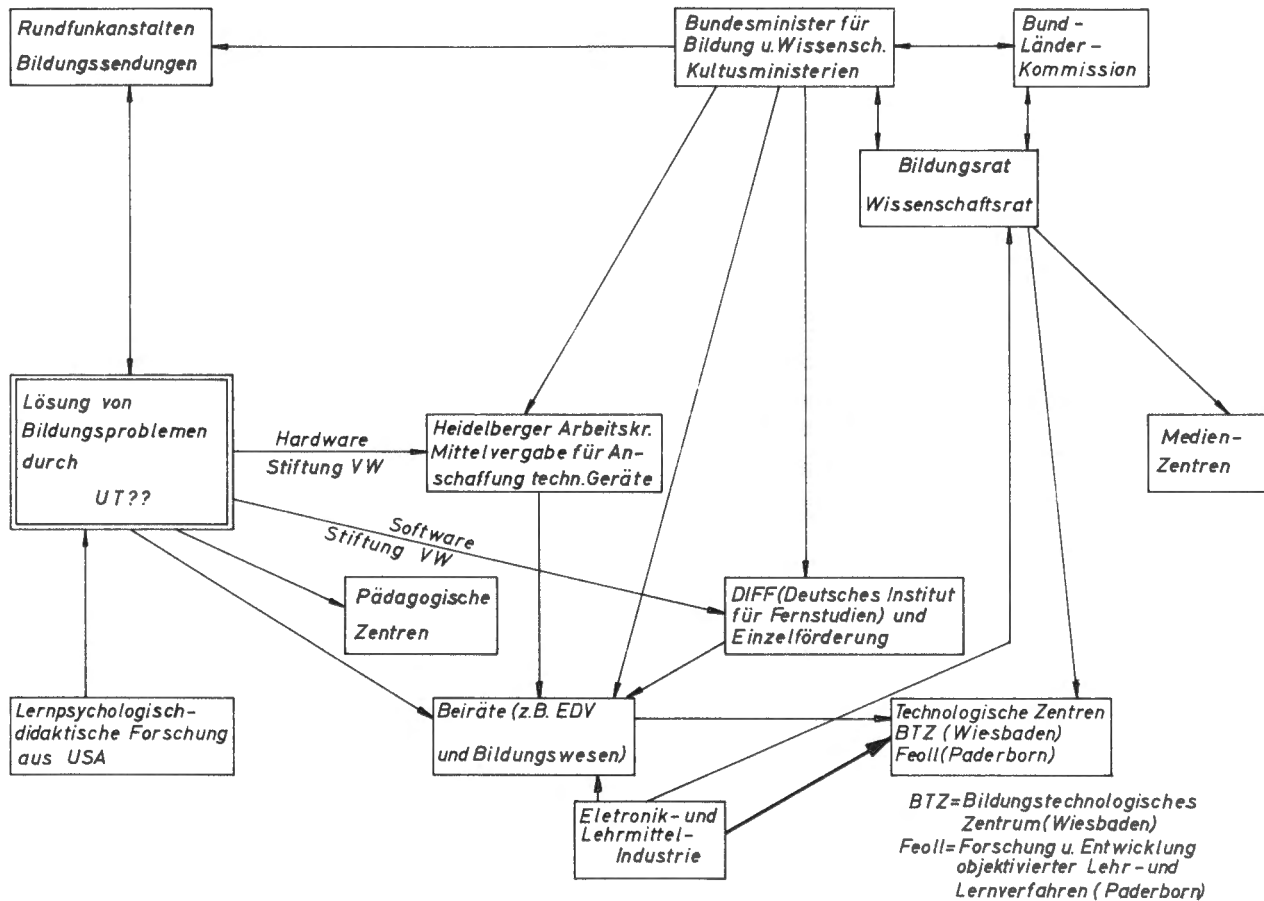 Rundfunkanstalten
Bildungssendungen
Bundesminister für
Bildung u. Wissensch.
Kultusministerien
Bund-
Länder-
Kommission
Bildungsrat
Wissenschaftsrat
Lösung von
Bildungsproblemen
durch
UT??
Hardware
Stiftung VW
Heidelberger Arbeitskr.
Mittelvergabe für An-
schaffung techn. Geräte
Medien-
Zentren
Software
Stiftung VW
Pädagogische
Zentren
DIFF (Deutsches Institut
für Fernstudien) und
Einzelförderung
Lernpsychologisch-
didaktische Forschung
aus USA
Beiräte (z.B. EDV
und Bildungswesen)
Technologische Zentren
BTZ (Wiesbaden)
Feoll (Paderborn)
Eletronik- und
Lehrmittel-
Industrie
BTZ = Bildungstechnologisches
Zentrum (Wiesbaden)
Feoll = Forschung u. Entwicklung
objektivierter Lehr- und
Lernverfahren (Paderborn)